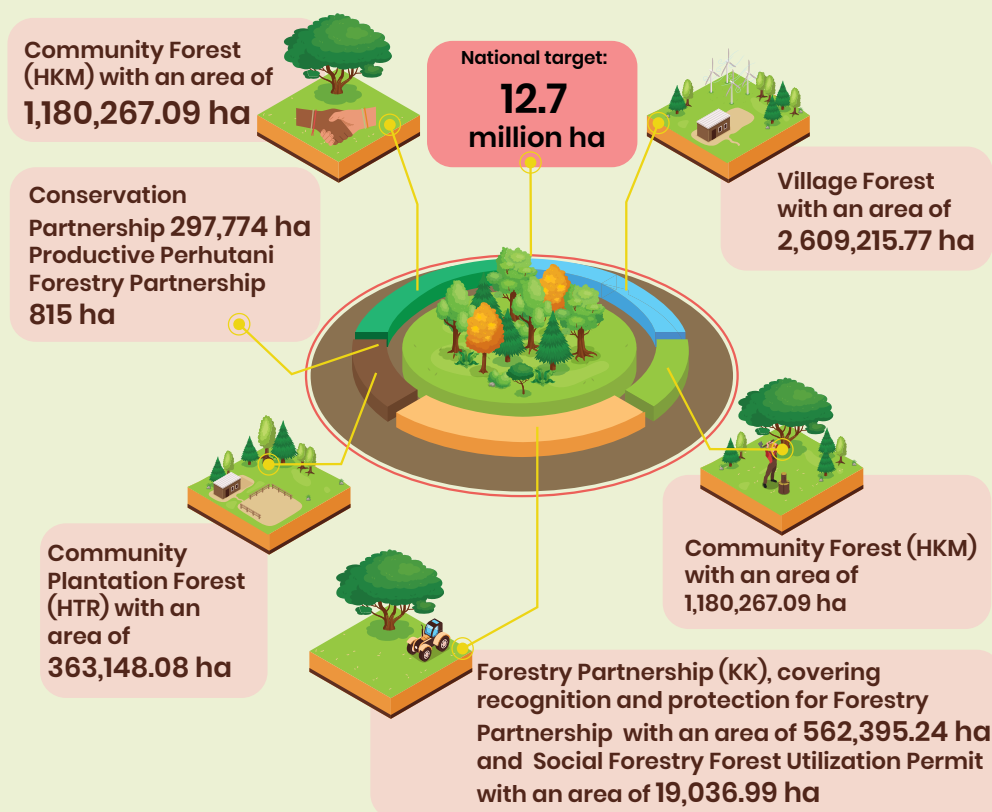 Community Forest
(HKM) with an area of
1,180,267.09 ha
National target:
12.7
million ha
Village Forest
with an area of
2,609,215.77 ha
Conservation
Partnership 297,774 ha
Productive Perhutani
Forestry Partnership
815 ha
Community Forest (HKM)
with an area of
1,180,267.09 ha
Community
Plantation Forest
(HTR) with an
area of
363,148.08 ha
Forestry Partnership (KK), covering
recognition and protection for Forestry
Partnership with an area of 562,395.24 ha
and Social Forestry Forest Utilization Permit
with an area of 19,036.99 ha